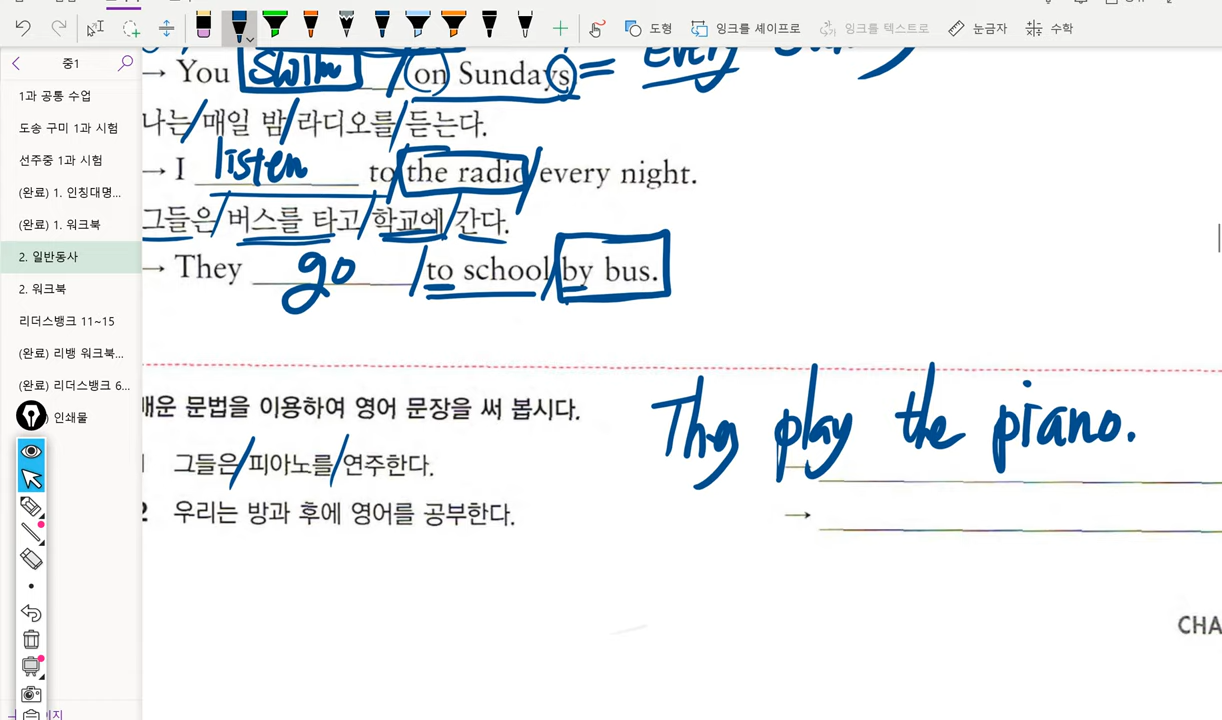 도형 잉크를 셰이프로 잉크를 텍스트로 눈금자 수학
중1
1과 공통 수업
도송 구미 1과 시험
선주중 1과 시험
(완료) 1. 인칭대명...
(완료) 1. 워크북
2. 일반동사
2. 워크북
리더스뱅크 11~15
(완료) 리뱅 워크북...
(완료) 리더스뱅크 6...
인쇄물
→ You swim on Sundays = every
나는/매일 밤/라디오를/듣는다.
→ I listen to/the radio/every night.
그들은/버스를 타고/학교에/간다.
→ They go /to school/by bus.
배운 문법을 이용하여 영어 문장을 써 봅시다.
They play the piano.
그들은/피아노를/연주한다.
2 우리는 방과 후에 영어를 공부한다.
→
CHA